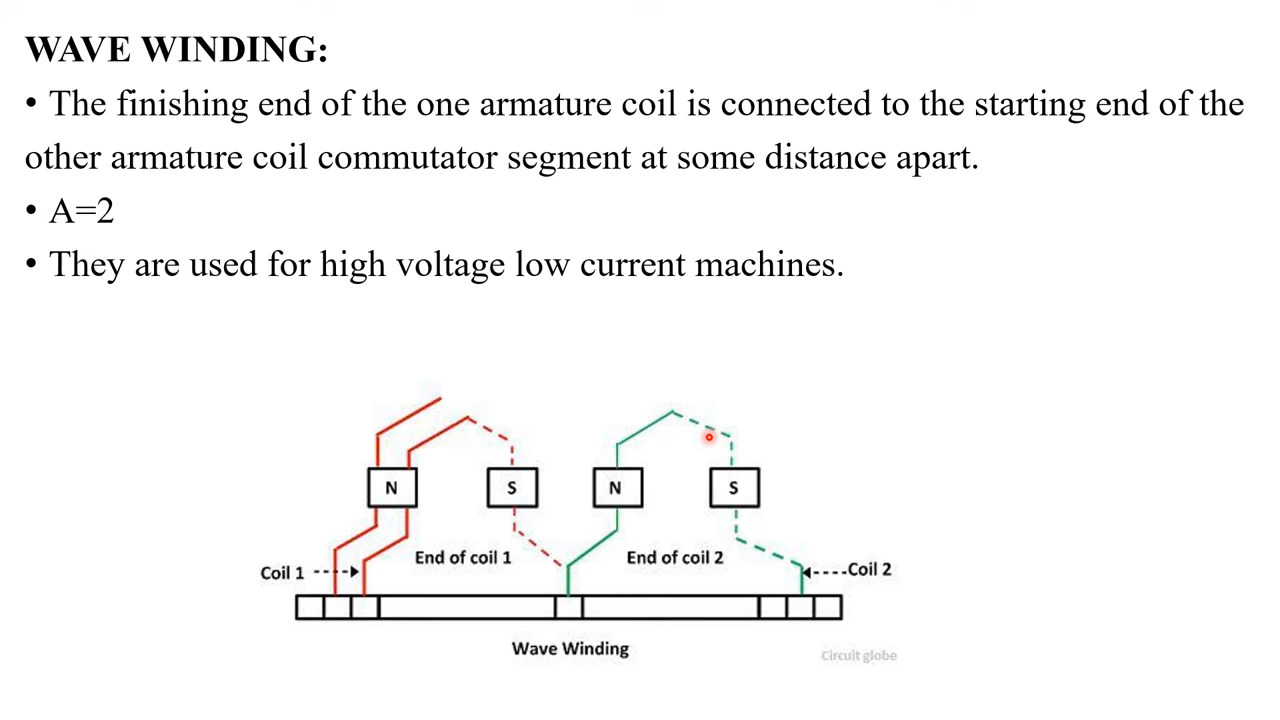 WAVE WINDING:
• The finishing end of the one armature coil is connected to the starting end of the
other armature coil commutator segment at some distance apart.
• A=2
• They are used for high voltage low current machines.
N S N S
End of coil 1 End of coil 2
Coil 1 Coil 2
Wave Winding
Circuit globe